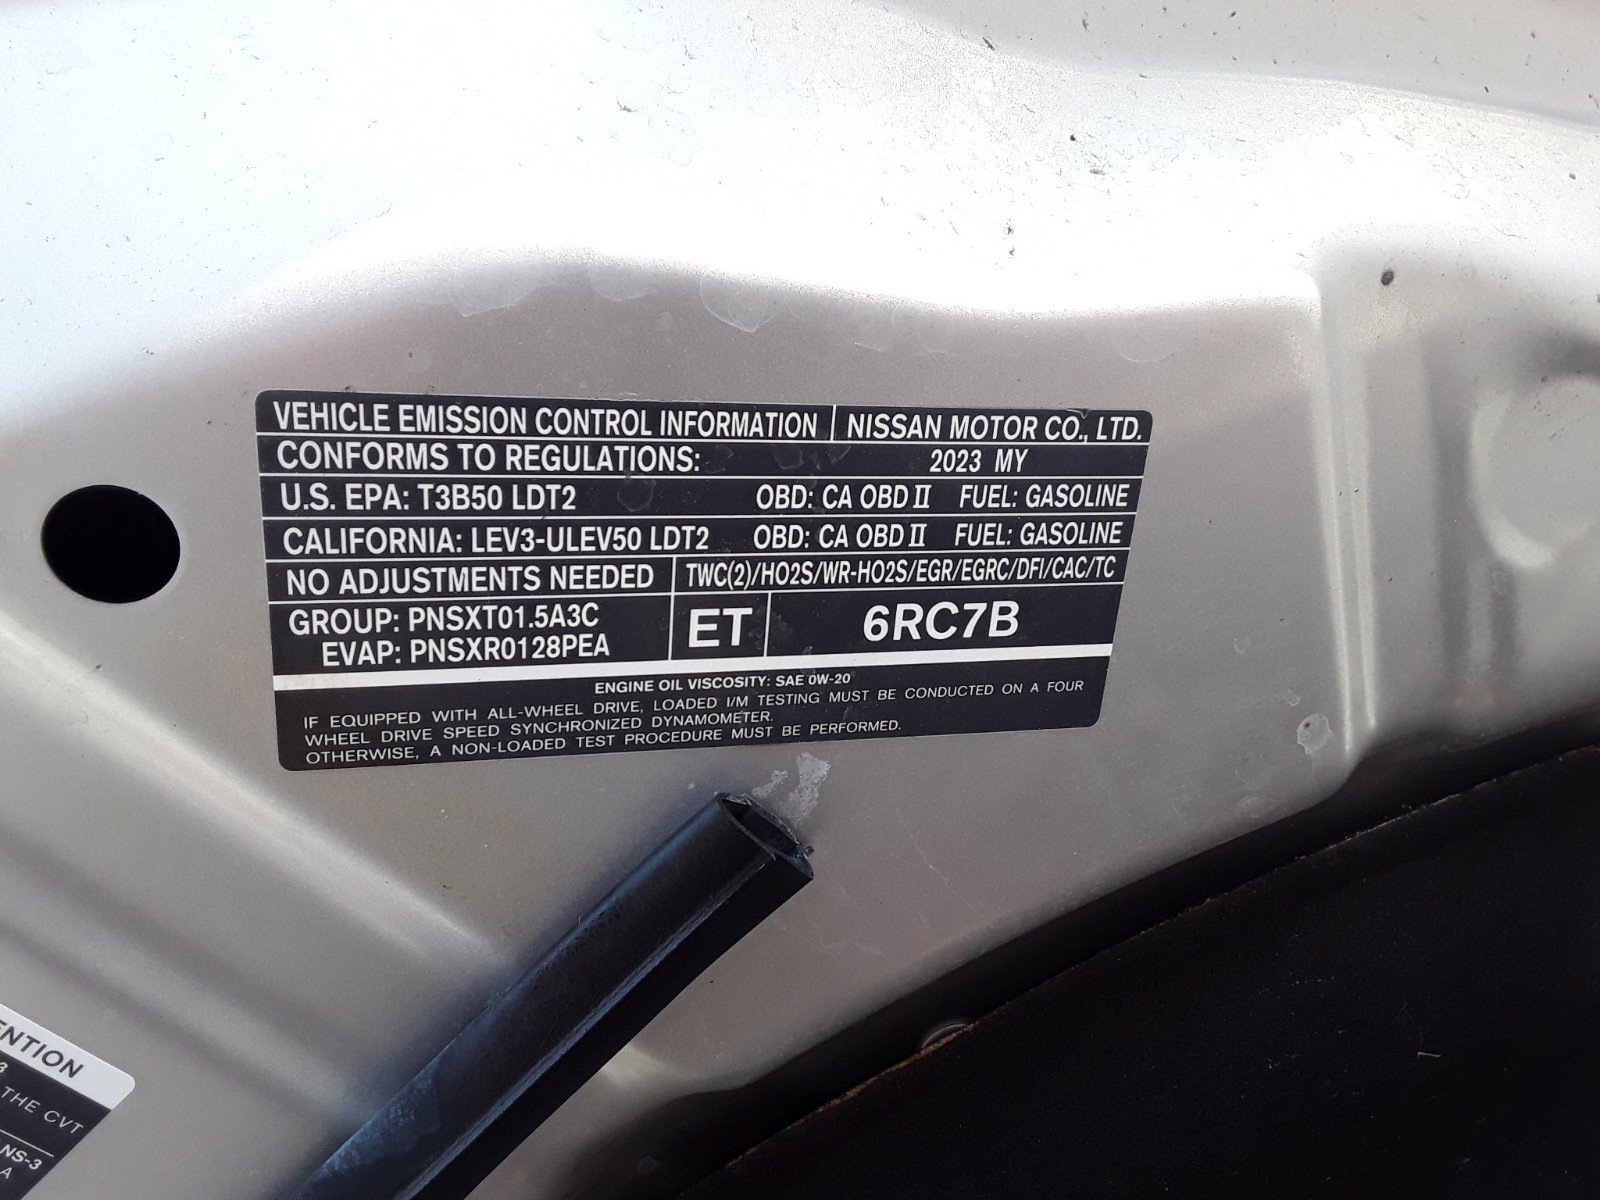 VEHICLE EMISSION CONTROL INFORMATION NISSAN MOTOR CO., LTD.
CONFORMS TO REGULATIONS: 2023 MY
U.S. EPA: T3B50 LDT2 OBD: CA OBD II FUEL: GASOLINE
CALIFORNIA: LEV3-ULEV50 LDT2 OBD: CA OBD II FUEL: GASOLINE
NO ADJUSTMENTS NEEDED TWC(2)/HO2S/WR-HO2S/EGR/EGRC/DFI/CAC/TC
GROUP: PNSXT01.5A3C
EVAP: PNSXR0128PEA
ET
6RC7B
ENGINE OIL VISCOSITY: SAE 0W-20
IF EQUIPPED WITH ALL-WHEEL DRIVE, LOADED I/M TESTING MUST BE CONDUCTED ON A FOUR
WHEEL DRIVE SPEED SYNCHRONIZED DYNAMOMETER.
OTHERWISE, A NON-LOADED TEST PROCEDURE MUST BE PERFORMED.
ENTION
3
THE CVT
NS-3
A